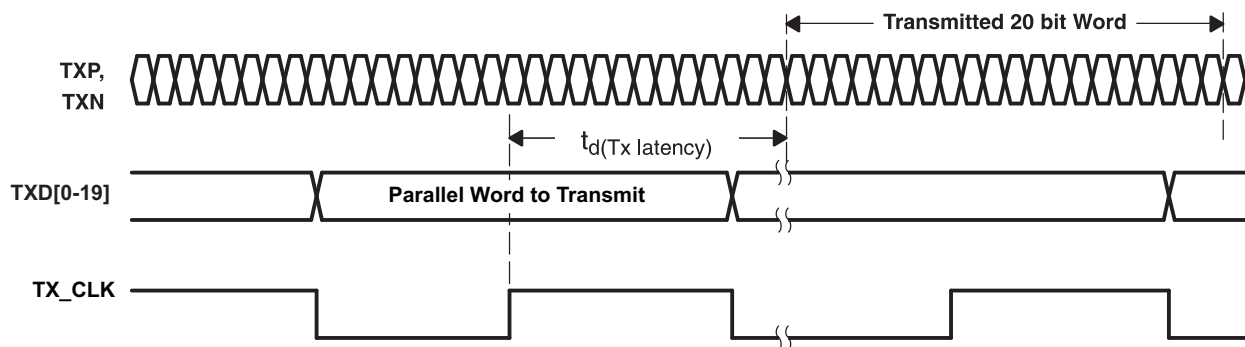 Transmitted 20 bit Word
TXP,
TXN
td(Tx latency)
TXD[0-19]
Parallel Word to Transmit
TX_CLK